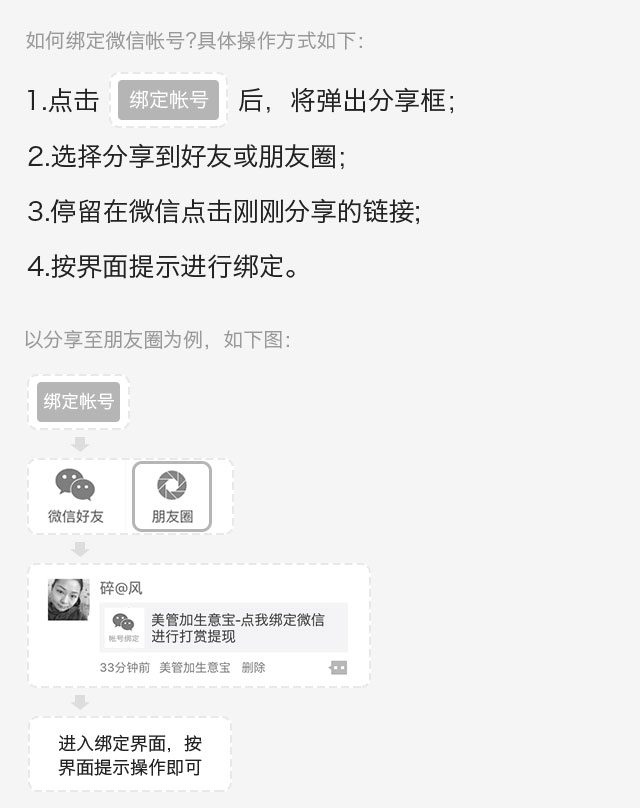 如何绑定微信帐号?具体操作方式如下：
1.点击 绑定帐号 后，将弹出分享框；
2.选择分享到好友或朋友圈；
3.停留在微信点击刚刚分享的链接；
4.按界面提示进行绑定。
以分享至朋友圈为例，如下图：
绑定帐号
微信好友 朋友圈
碎@风
美管加生意宝-点我绑定微信
进行打赏提现
帐号绑定
33分钟前 美管加生意宝 删除
进入绑定界面，按
界面提示操作即可